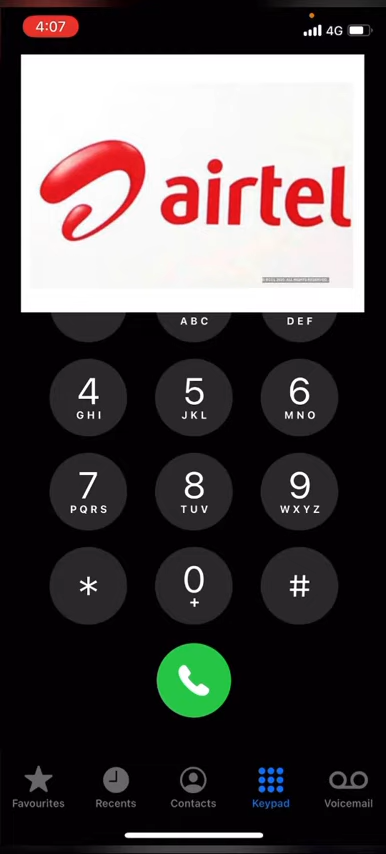 4:07
4G
airtel
ABC
DEF
4
GHI
5
JKL
6
MNO
7
PQRS
8
TUV
9
WXYZ
*
0
+
#
Favourites
Recents
Contacts
Keypad
Voicemail